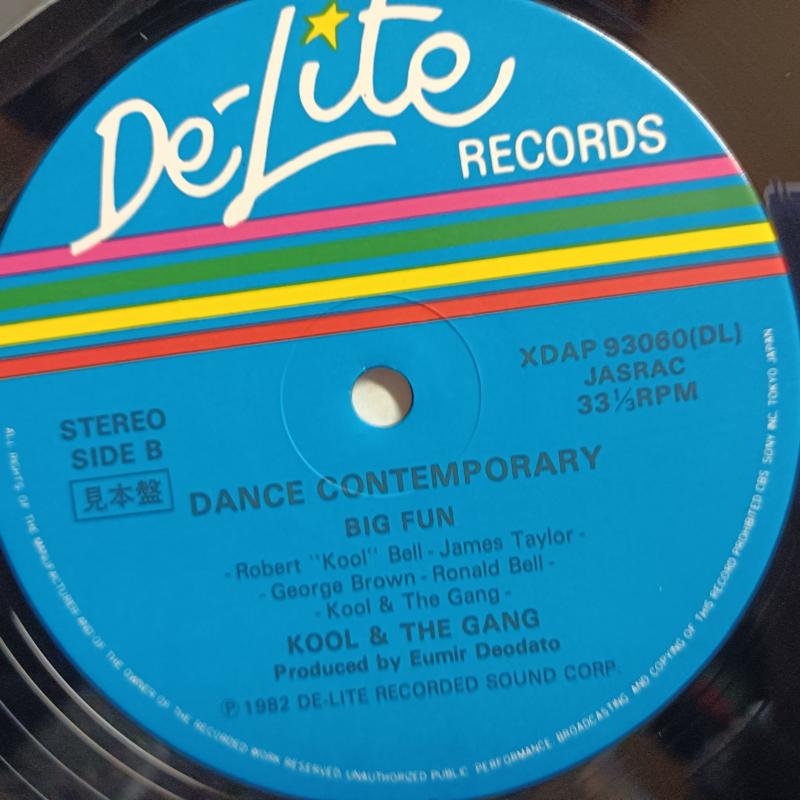 De-Lite
RECORDS
XDAP 93060(DL)
JASRAC
33⅓RPM
STEREO
SIDE B
見本盤
DANCE CONTEMPORARY
BIG FUN
- Robert "Kool" Bell - James Taylor -
- George Brown - Ronald Bell -
- Kool & The Gang -
KOOL & THE GANG
Produced by Eumir Deodato
Ⓟ 1982 DE-LITE RECORDED SOUND CORP.
ALL RIGHTS OF THE MANUFACTURER AND OF THE OWNER OF THE RECORDED WORK RESERVED. UNAUTHORIZED PUBLIC PERFORMANCE. BROADCASTING AND COPYING OF THIS RECORD PROHIBITED CBS SONY INC. TOKYO JAPAN